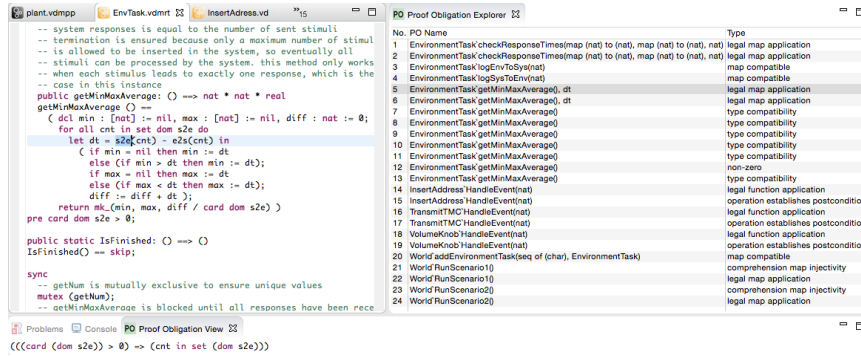 plant.vdmpp EnvTask.vdmrt InsertAdress.vd »15
-- system responses is equal to the number of sent stimuli
-- termination is ensured because only a maximum number of stimul
-- is allowed to be inserted in the system, so eventually all
-- stimuli can be processed by the system. this method only works
-- when each stimulus leads to exactly one response, which is the
-- case in this instance
public getMinMaxAverage: () ==> nat * nat * real
getMinMaxAverage () ==
( dcl min : [nat] := nil, max : [nat] := nil, diff : nat := 0;
for all cnt in set dom s2e do
let dt = s2e(cnt) - e2s(cnt) in
( if min = nil then min := dt
else (if min > dt then min := dt);
if max = nil then max := dt
else (if max < dt then max := dt);
diff := diff + dt );
return mk_(min, max, diff / card dom s2e) )
pre card dom s2e > 0;
public static IsFinished: () ==> ()
IsFinished() == skip;
sync
-- getNum is mutually exclusive to ensure unique values
mutex (getNum);
-- getMinMaxAverage is blocked until all responses have been rece
PO Proof Obligation Explorer
No. PO Name Type
1 EnvironmentTask`checkResponseTimes(map (nat) to (nat), map (nat) to (nat), nat) legal map application
2 EnvironmentTask`checkResponseTimes(map (nat) to (nat), map (nat) to (nat), nat) legal map application
3 EnvironmentTask`logEnvToSys(nat) map compatible
4 EnvironmentTask`logSysToEnv(nat) map compatible
5 EnvironmentTask`getMinMaxAverage(), dt legal map application
6 EnvironmentTask`getMinMaxAverage(), dt legal map application
7 EnvironmentTask`getMinMaxAverage() type compatibility
8 EnvironmentTask`getMinMaxAverage() type compatibility
9 EnvironmentTask`getMinMaxAverage() type compatibility
10 EnvironmentTask`getMinMaxAverage() type compatibility
11 EnvironmentTask`getMinMaxAverage() type compatibility
12 EnvironmentTask`getMinMaxAverage() non-zero
13 EnvironmentTask`getMinMaxAverage() type compatibility
14 InsertAddress`HandleEvent(nat) legal function application
15 InsertAddress`HandleEvent(nat) operation establishes postconditio
16 TransmitTMC`HandleEvent(nat) legal function application
17 TransmitTMC`HandleEvent(nat) operation establishes postconditio
18 VolumeKnob`HandleEvent(nat) legal function application
19 VolumeKnob`HandleEvent(nat) operation establishes postconditio
20 World`addEnvironmentTask(seq of (char), EnvironmentTask) map compatible
21 World`RunScenario1() comprehension map injectivity
22 World`RunScenario1() legal map application
23 World`RunScenario2() comprehension map injectivity
24 World`RunScenario2() legal map application
Problems Console PO Proof Obligation View
(((card (dom s2e)) > 0) => (cnt in set (dom s2e)))